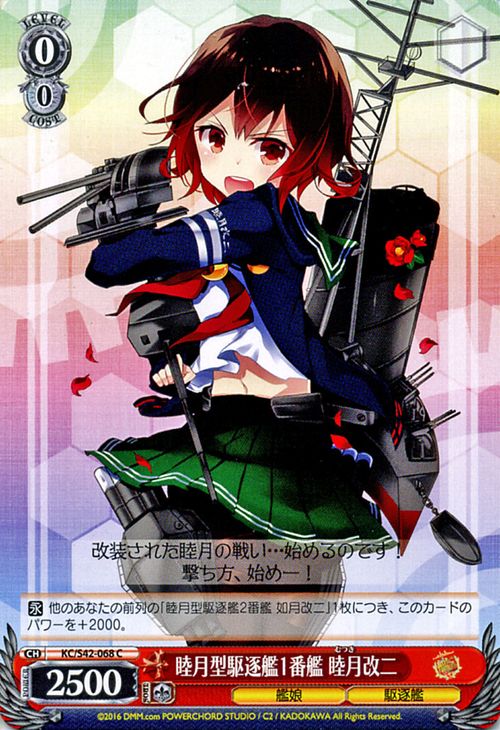 LEVEL
0
0
COST
改装された睦月の戦い…始めるのです！
撃ち方、始めー！
永 他のあなたの前列の「睦月型駆逐艦2番艦 如月改二」1枚につき、このカードの
パワーを+2000。
CH KC/S42-068 C
むつき
睦月型駆逐艦1番艦 睦月改二
POWER 2500 SOUL
艦娘 駆逐艦
©2016 DMM.com POWERCHORD STUDIO / C2 / KADOKAWA All Rights Reserved.